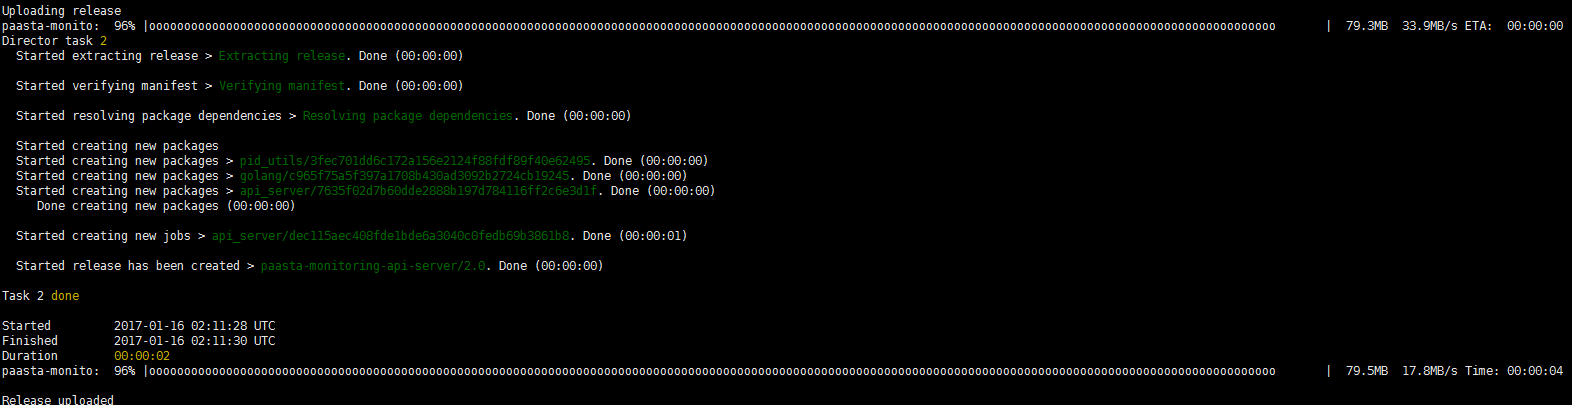 Uploading release
paasta-monito:  96% |ooooooooooooooooooooooooooooooooooooooooooooooooooooooooooooooooooooooooooooooooooooooooooooooooooooooooooooooooooooooooooooooooooooooooooooooooooooooooooooooooo       |  79.3MB  33.9MB/s ETA:  00:00:00
Director task 2
  Started extracting release > Extracting release. Done (00:00:00)
  Started verifying manifest > Verifying manifest. Done (00:00:00)
  Started resolving package dependencies > Resolving package dependencies. Done (00:00:00)
  Started creating new packages
  Started creating new packages > pid_utils/3fec701dd6c172a156e2124f88fdf89f40e62495. Done (00:00:00)
  Started creating new packages > golang/c965f75a5f397a1708b430ad3092b2724cb19245. Done (00:00:00)
  Started creating new packages > api_server/7635f02d7b60dde2888b197d784116ff2c6e3d1f. Done (00:00:00)
     Done creating new packages (00:00:00)
  Started creating new jobs > api_server/dec115aec408fde1bde6a3040c0fedb69b3861b8. Done (00:00:01)
  Started release has been created > paasta-monitoring-api-server/2.0. Done (00:00:00)
Task 2 done
Started         2017-01-16 02:11:28 UTC
Finished        2017-01-16 02:11:30 UTC
Duration        00:00:02
paasta-monito:  96% |ooooooooooooooooooooooooooooooooooooooooooooooooooooooooooooooooooooooooooooooooooooooooooooooooooooooooooooooooooooooooooooooooooooooooooooooooooooooooooooooooo       |  79.5MB  17.8MB/s Time: 00:00:04
Release uploaded